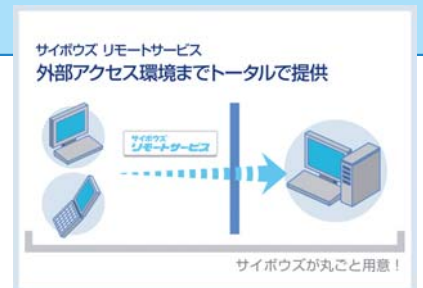 サイボウズ リモートサービス
外部アクセス環境までトータルで提供
サイボウズ
リモートサービス
サイボウズが丸ごと用意！